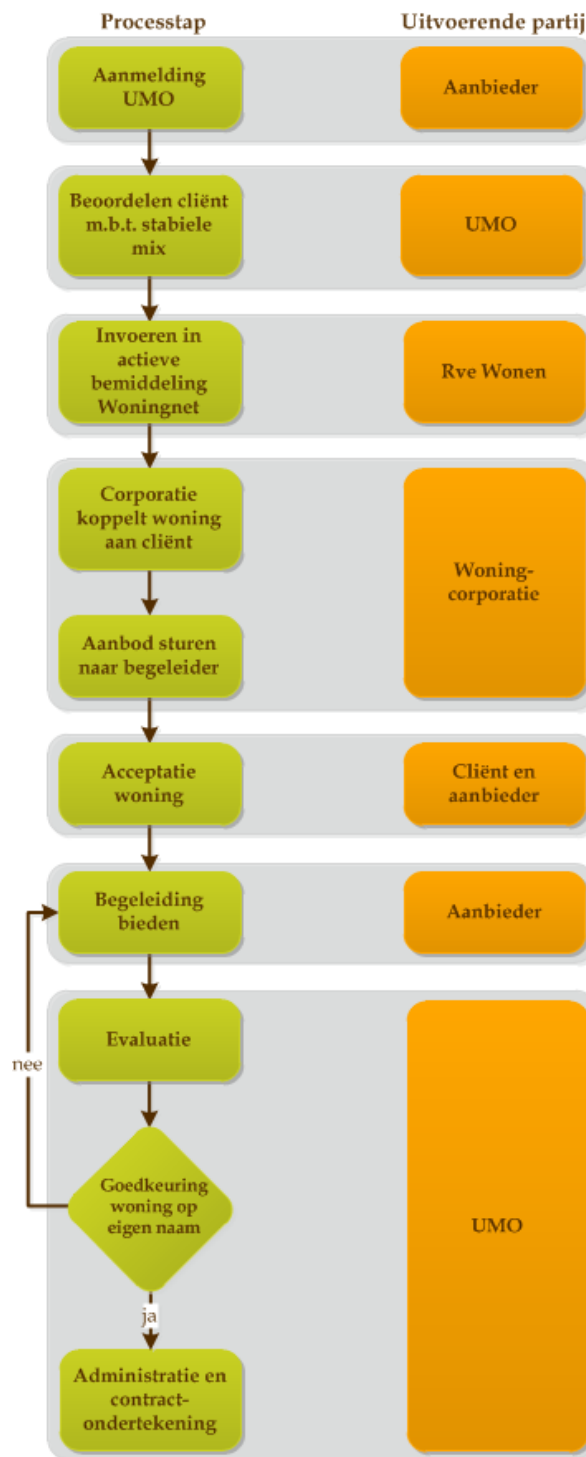 Processtap
Uitvoerende partij
Aanmelding
UMO
Aanbieder
Beoordelen cliënt
m.b.t. stabiele
mix
UMO
Invoeren in
actieve
bemiddeling
Woningnet
Rve Wonen
Corporatie
koppelt woning
aan cliënt
Woning-
corporatie
Aanbod sturen
naar begeleider
Acceptatie
woning
Cliënt en
aanbieder
Begeleiding
bieden
Aanbieder
Evaluatie
nee
Goedkeuring
woning op
eigen naam
UMO
ja
Administratie en
contract-
ondertekening